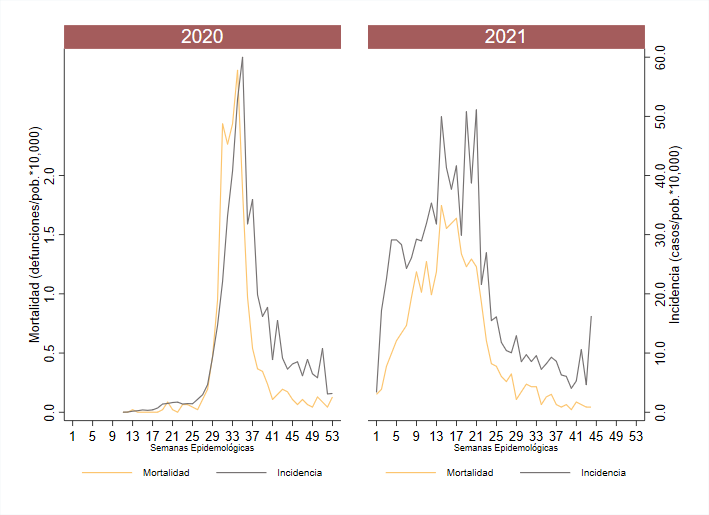 2020 2021
Mortalidad (defunciones/pob.*10,000)
0.0 0.5 1.0 1.5 2.0
Incidencia (casos/pob.*10,000)
0.0 10.0 20.0 30.0 40.0 50.0 60.0
1 5 9 13 17 21 25 29 33 37 41 45 49 53
1 5 9 13 17 21 25 29 33 37 41 45 49 53
Semanas Epidemológicas Semanas Epidemológicas
Mortalidad Incidencia Mortalidad Incidencia